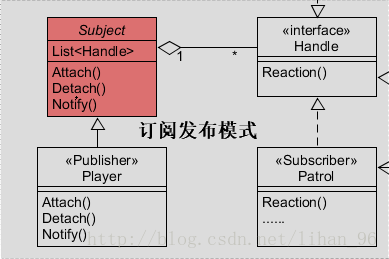 Subject
List<Handle>
Attach()
Detach()
Notify()
1
*
«interface»
Handle
Reaction()
订阅发布模式
«Publisher»
Player
Attach()
Detach()
Notify()
«Subscriber»
Patrol
Reaction()
......
http://blog.csdn.net/lihan_96